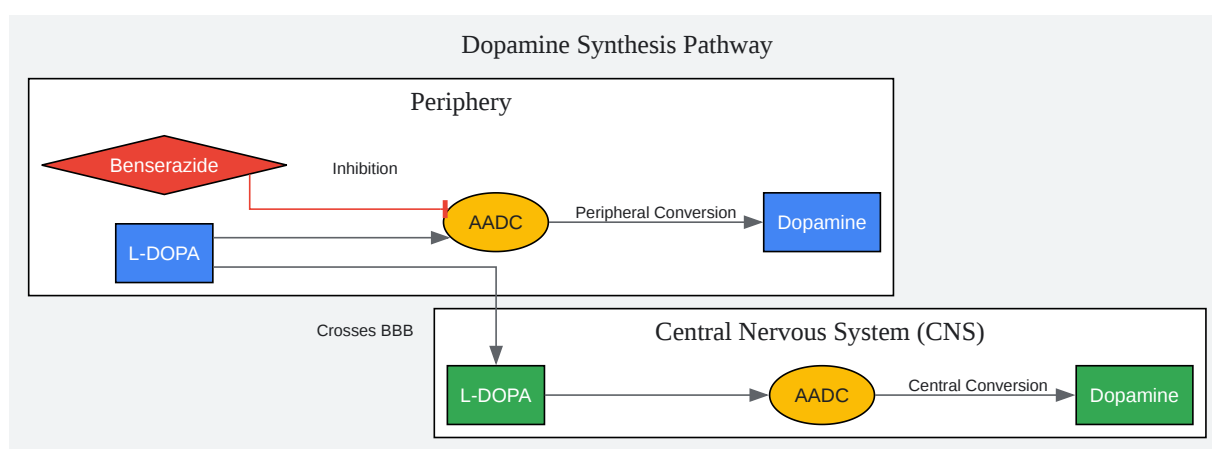 Dopamine Synthesis Pathway
Periphery
Benserazide
Inhibition
AADC
Peripheral Conversion
Dopamine
L-DOPA
Crosses BBB
Central Nervous System (CNS)
L-DOPA
AADC
Central Conversion
Dopamine